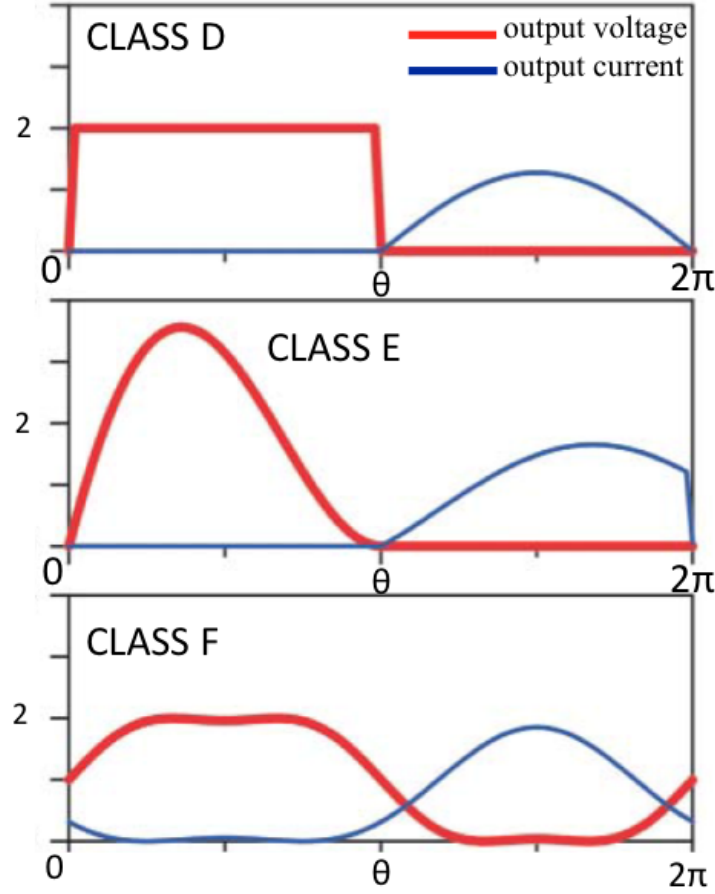 CLASS D
output voltage
output current
2
0
θ
2π
CLASS E
2
0
θ
2π
CLASS F
2
0
θ
2π